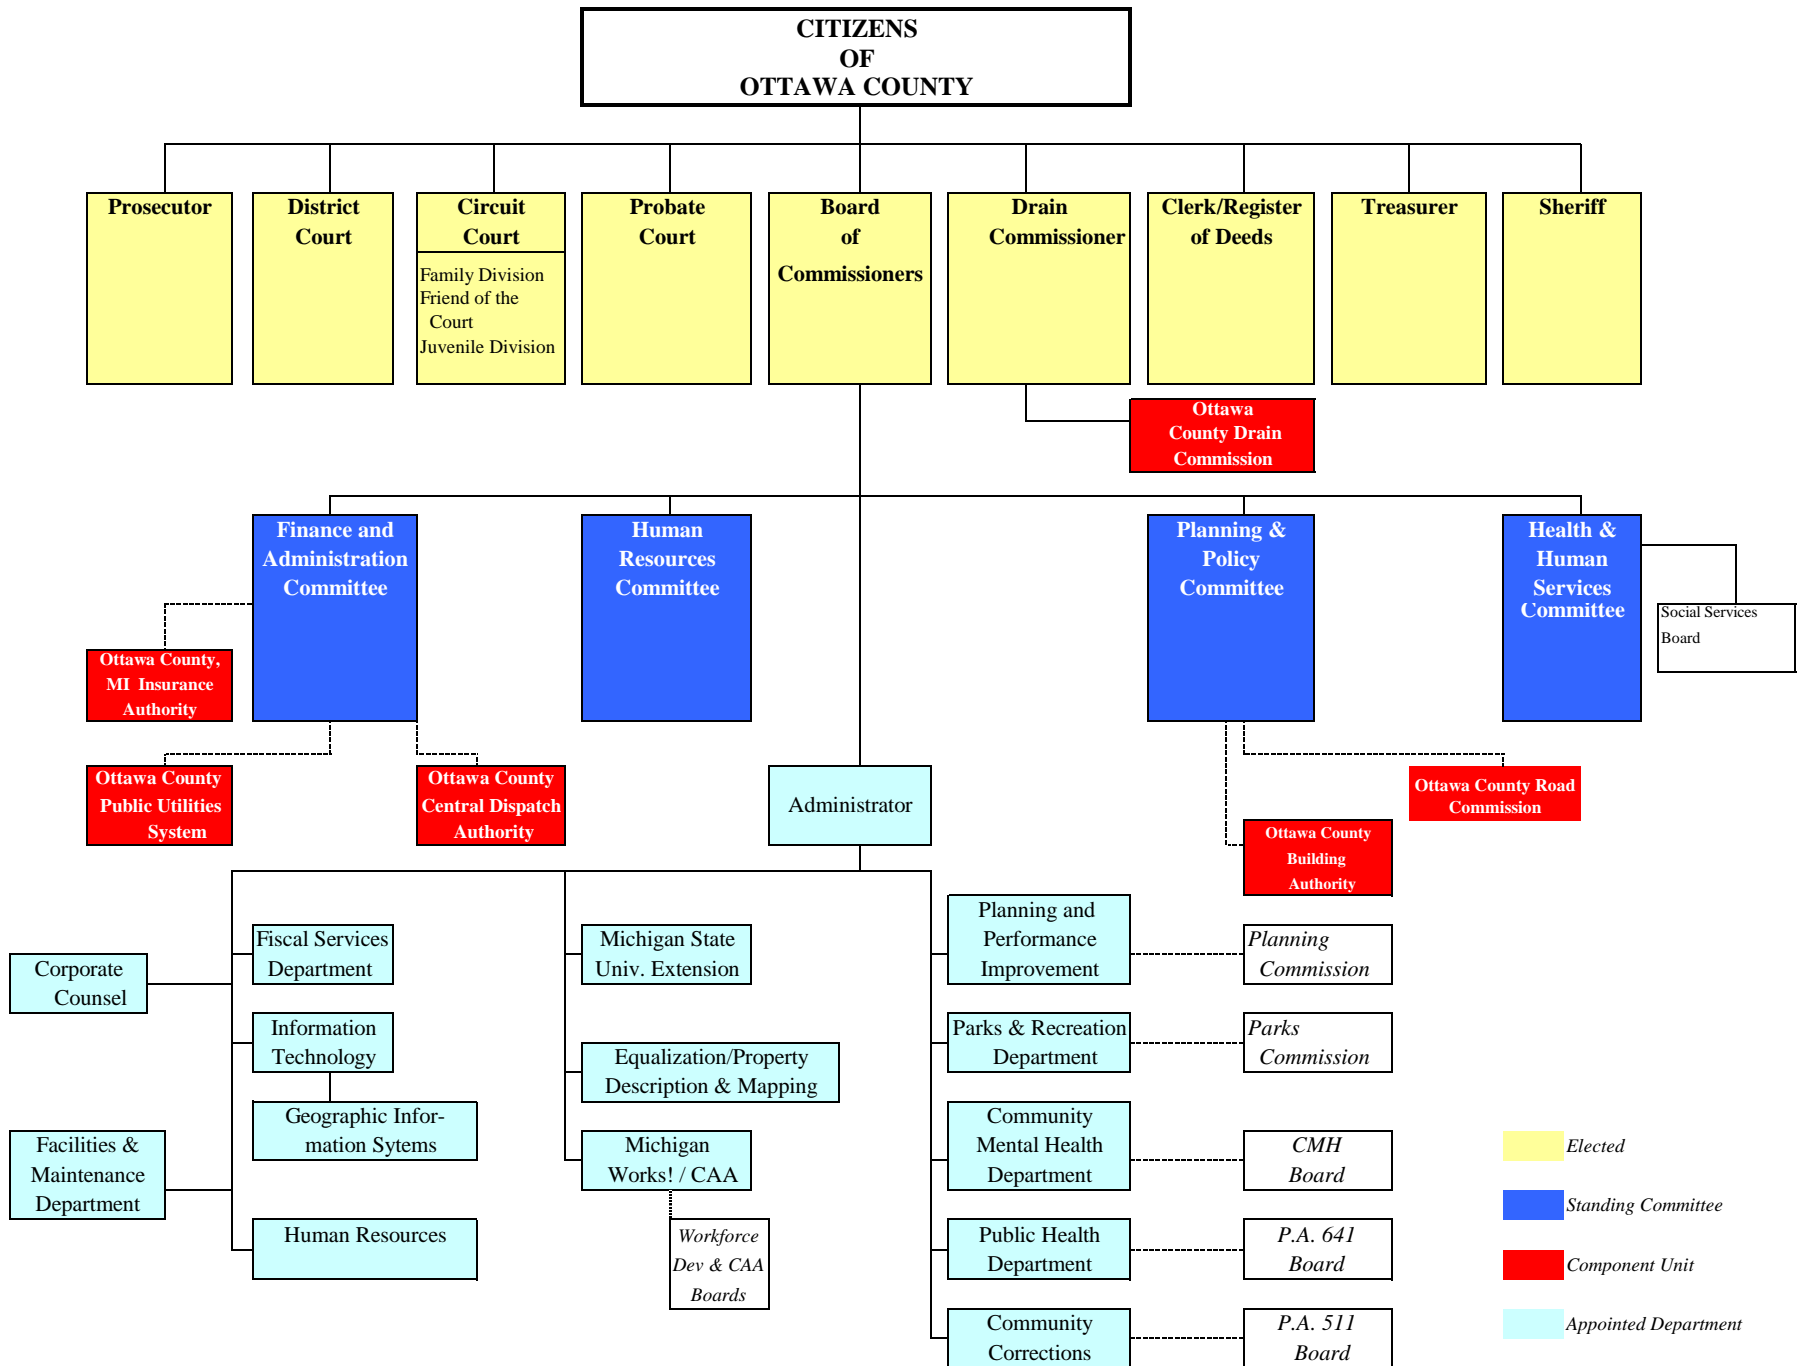 CITIZENS
OF
OTTAWA COUNTY
Prosecutor
District
Court
Circuit
Court
Family Division
Friend of the
Court
Juvenile Division
Probate
Court
Board
of
Commissioners
Drain
Commissioner
Clerk/Register
of Deeds
Treasurer
Sheriff
Ottawa
County Drain
Commission
Finance and
Administration
Committee
Human
Resources
Committee
Planning &
Policy
Committee
Health &
Human
Services
Committee
Social Services
Board
Ottawa County,
MI Insurance
Authority
Ottawa County
Public Utilities
System
Ottawa County
Central Dispatch
Authority
Administrator
Ottawa County Road
Commission
Ottawa County
Building
Authority
Corporate
Counsel
Facilities &
Maintenance
Department
Fiscal Services
Department
Information
Technology
Geographic Infor-
mation Sytems
Human Resources
Michigan State
Univ. Extension
Equalization/Property
Description & Mapping
Michigan
Works! / CAA
Workforce
Dev & CAA
Boards
Planning and
Performance
Improvement
Planning
Commission
Parks & Recreation
Department
Parks
Commission
Community
Mental Health
Department
CMH
Board
Public Health
Department
P.A. 641
Board
Community
Corrections
P.A. 511
Board
Elected
Standing Committee
Component Unit
Appointed Department